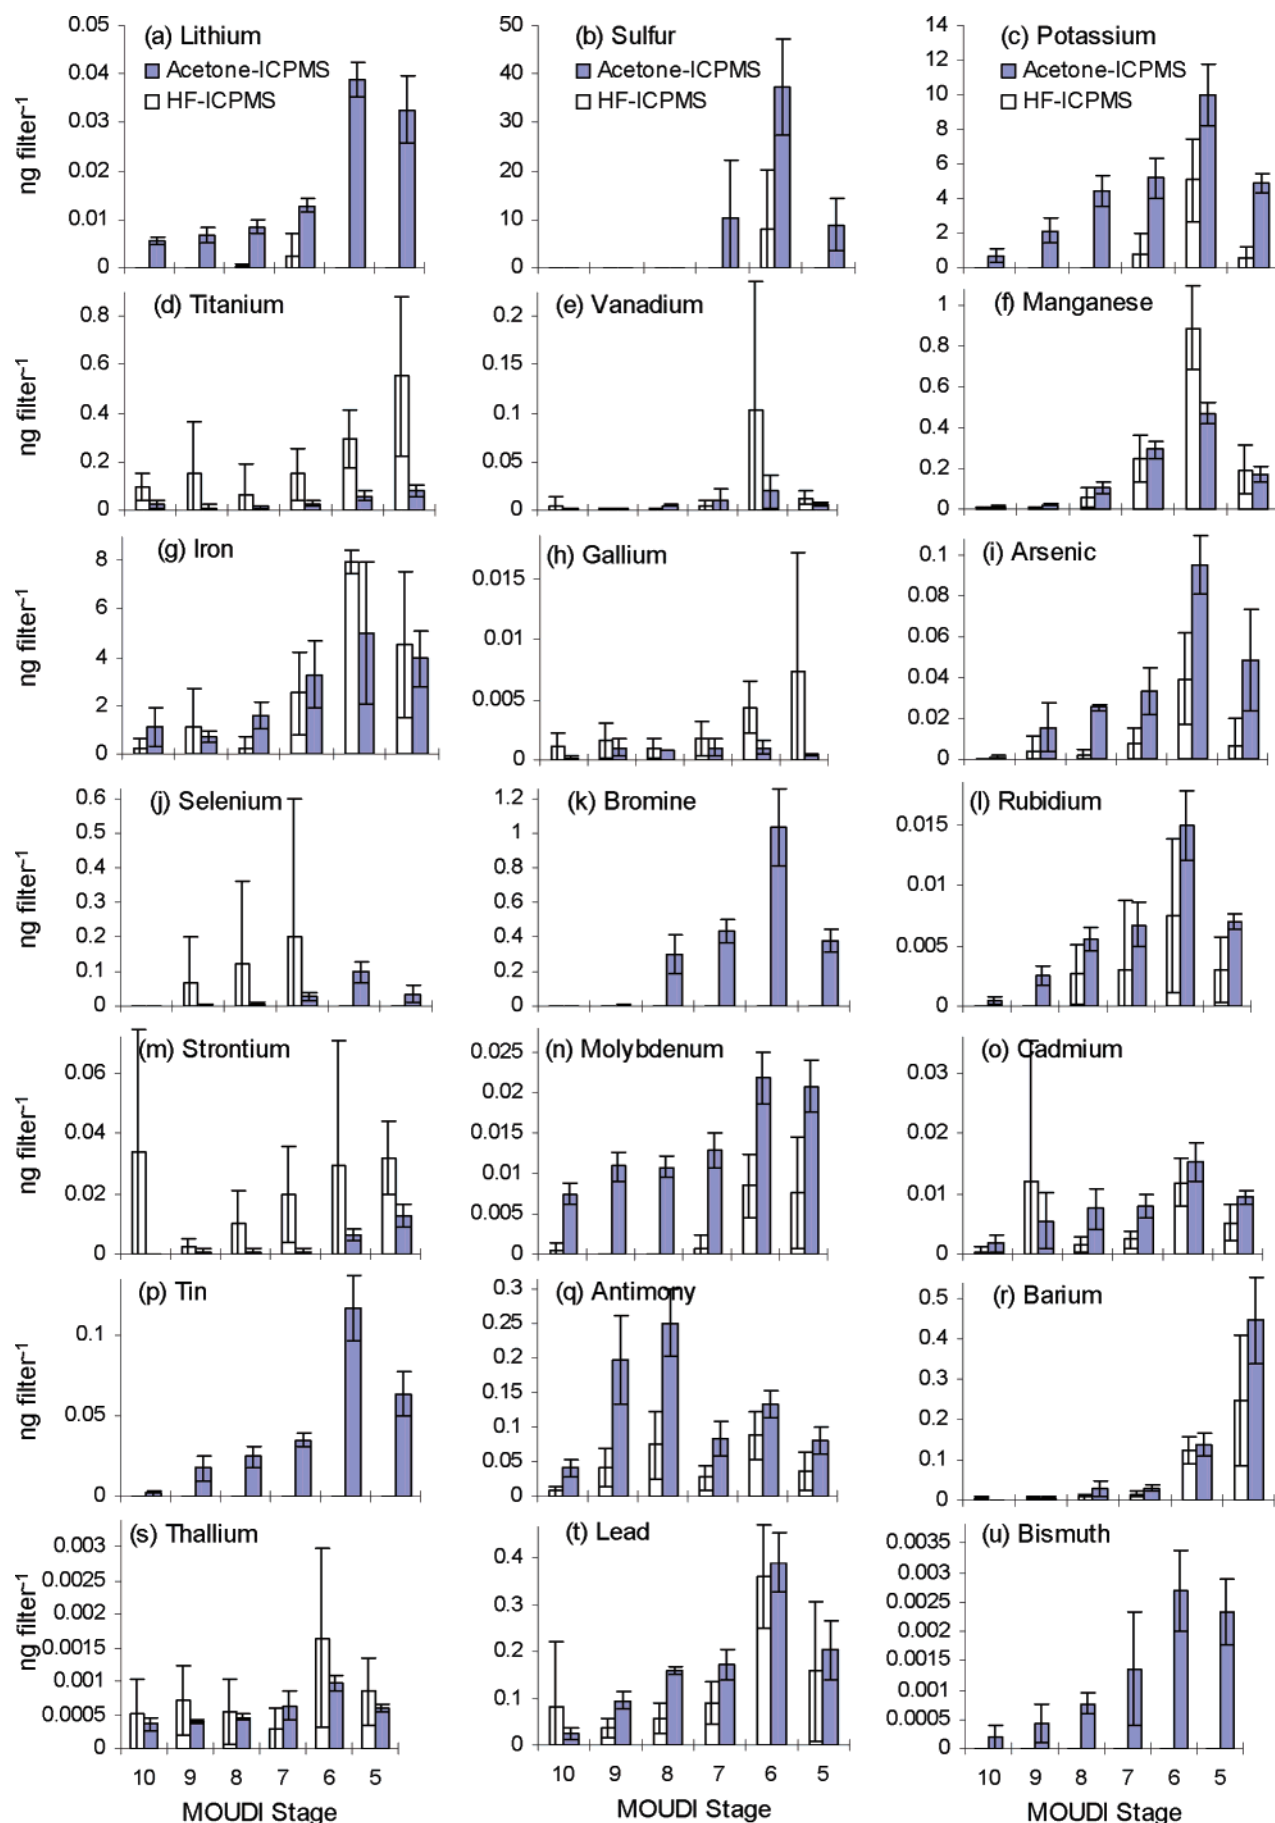 (a) Lithium
Acetone-ICPMS
HF-ICPMS
ng filter⁻¹
0.05
0.04
0.03
0.02
0.01
0
(b) Sulfur
Acetone-ICPMS
HF-ICPMS
50
40
30
20
10
0
(c) Potassium
Acetone-ICPMS
HF-ICPMS
14
12
10
8
6
4
2
0
(d) Titanium
ng filter⁻¹
0.8
0.6
0.4
0.2
0
(e) Vanadium
0.2
0.15
0.1
0.05
0
(f) Manganese
1
0.8
0.6
0.4
0.2
0
(g) Iron
ng filter⁻¹
8
6
4
2
0
(h) Gallium
0.015
0.01
0.005
0
(i) Arsenic
0.1
0.08
0.06
0.04
0.02
0
(j) Selenium
ng filter⁻¹
0.6
0.5
0.4
0.3
0.2
0.1
0
(k) Bromine
1.2
1
0.8
0.6
0.4
0.2
0
(l) Rubidium
0.015
0.01
0.005
0
(m) Strontium
ng filter⁻¹
0.06
0.04
0.02
0
(n) Molybdenum
0.025
0.02
0.015
0.01
0.005
0
(o) Cadmium
0.03
0.02
0.01
0
(p) Tin
ng filter⁻¹
0.1
0.05
0
(q) Antimony
0.3
0.25
0.2
0.15
0.1
0.05
0
(r) Barium
0.5
0.4
0.3
0.2
0.1
0
(s) Thallium
ng filter⁻¹
0.003
0.0025
0.002
0.0015
0.001
0.0005
0
10 9 8 7 6 5
MOUDI Stage
(t) Lead
0.4
0.3
0.2
0.1
0
10 9 8 7 6 5
MOUDI Stage
(u) Bismuth
0.0035
0.003
0.0025
0.002
0.0015
0.001
0.0005
0
10 9 8 7 6 5
MOUDI Stage